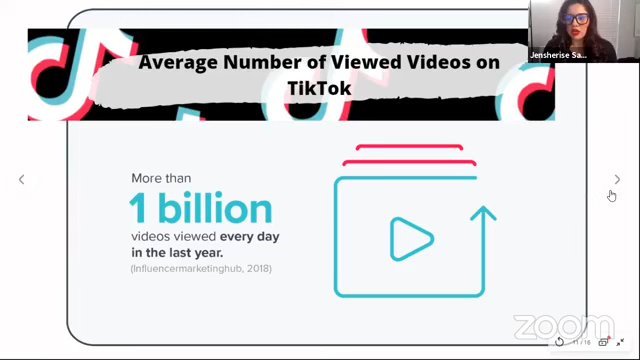 Jensherise Sa...
Average Number of Viewed Videos on
TikTok
More than
1 billion
videos viewed every day
in the last year.
(Influencermarketinghub, 2018)
zoom
11 / 16